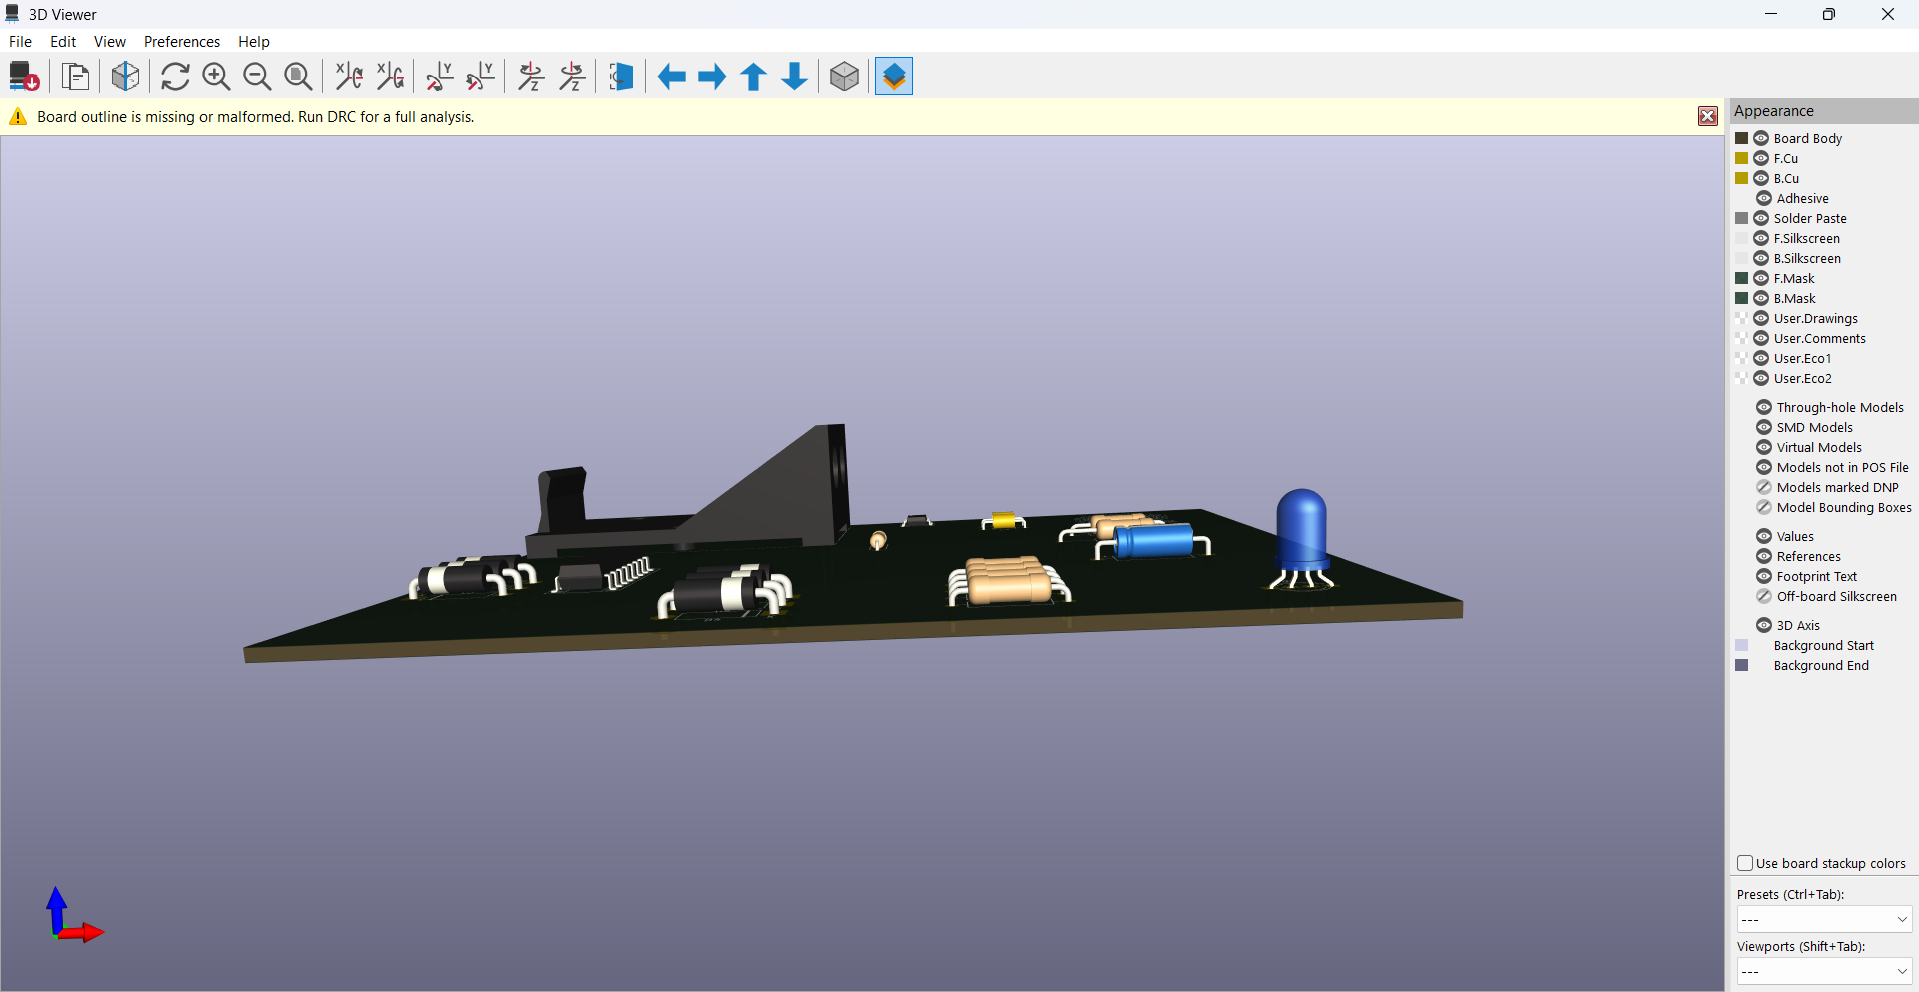 3D Viewer
File Edit View Preferences Help
Board outline is missing or malformed. Run DRC for a full analysis.
Appearance
Board Body
F.Cu
B.Cu
Adhesive
Solder Paste
F.Silkscreen
B.Silkscreen
F.Mask
B.Mask
User.Drawings
User.Comments
User.Eco1
User.Eco2
Through-hole Models
SMD Models
Virtual Models
Models not in POS File
Models marked DNP
Model Bounding Boxes
Values
References
Footprint Text
Off-board Silkscreen
3D Axis
Background Start
Background End
Use board stackup colors
Presets (Ctrl+Tab):
---
Viewports (Shift+Tab):
---